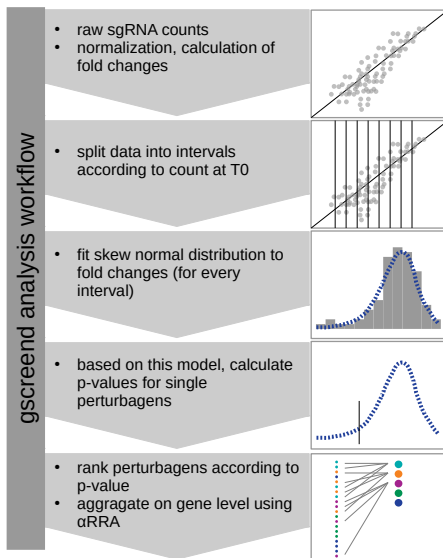 gscreend analysis workflow
• raw sgRNA counts
• normalization, calculation of
fold changes
• split data into intervals
according to count at T0
• fit skew normal distribution to
fold changes (for every
interval)
• based on this model, calculate
p-values for single
perturbagens
• rank perturbagens according to
p-value
• aggragate on gene level using
αRRA